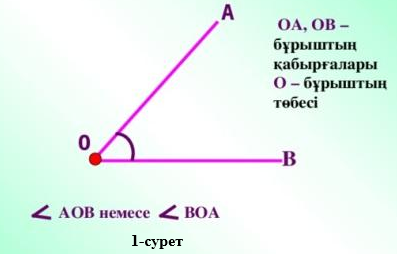 A
OA, OB –
бұрыштың
қабырғалары
O – бұрыштың
төбесі
O
B
∠ AOB немесе ∠ BOA
1-сурет